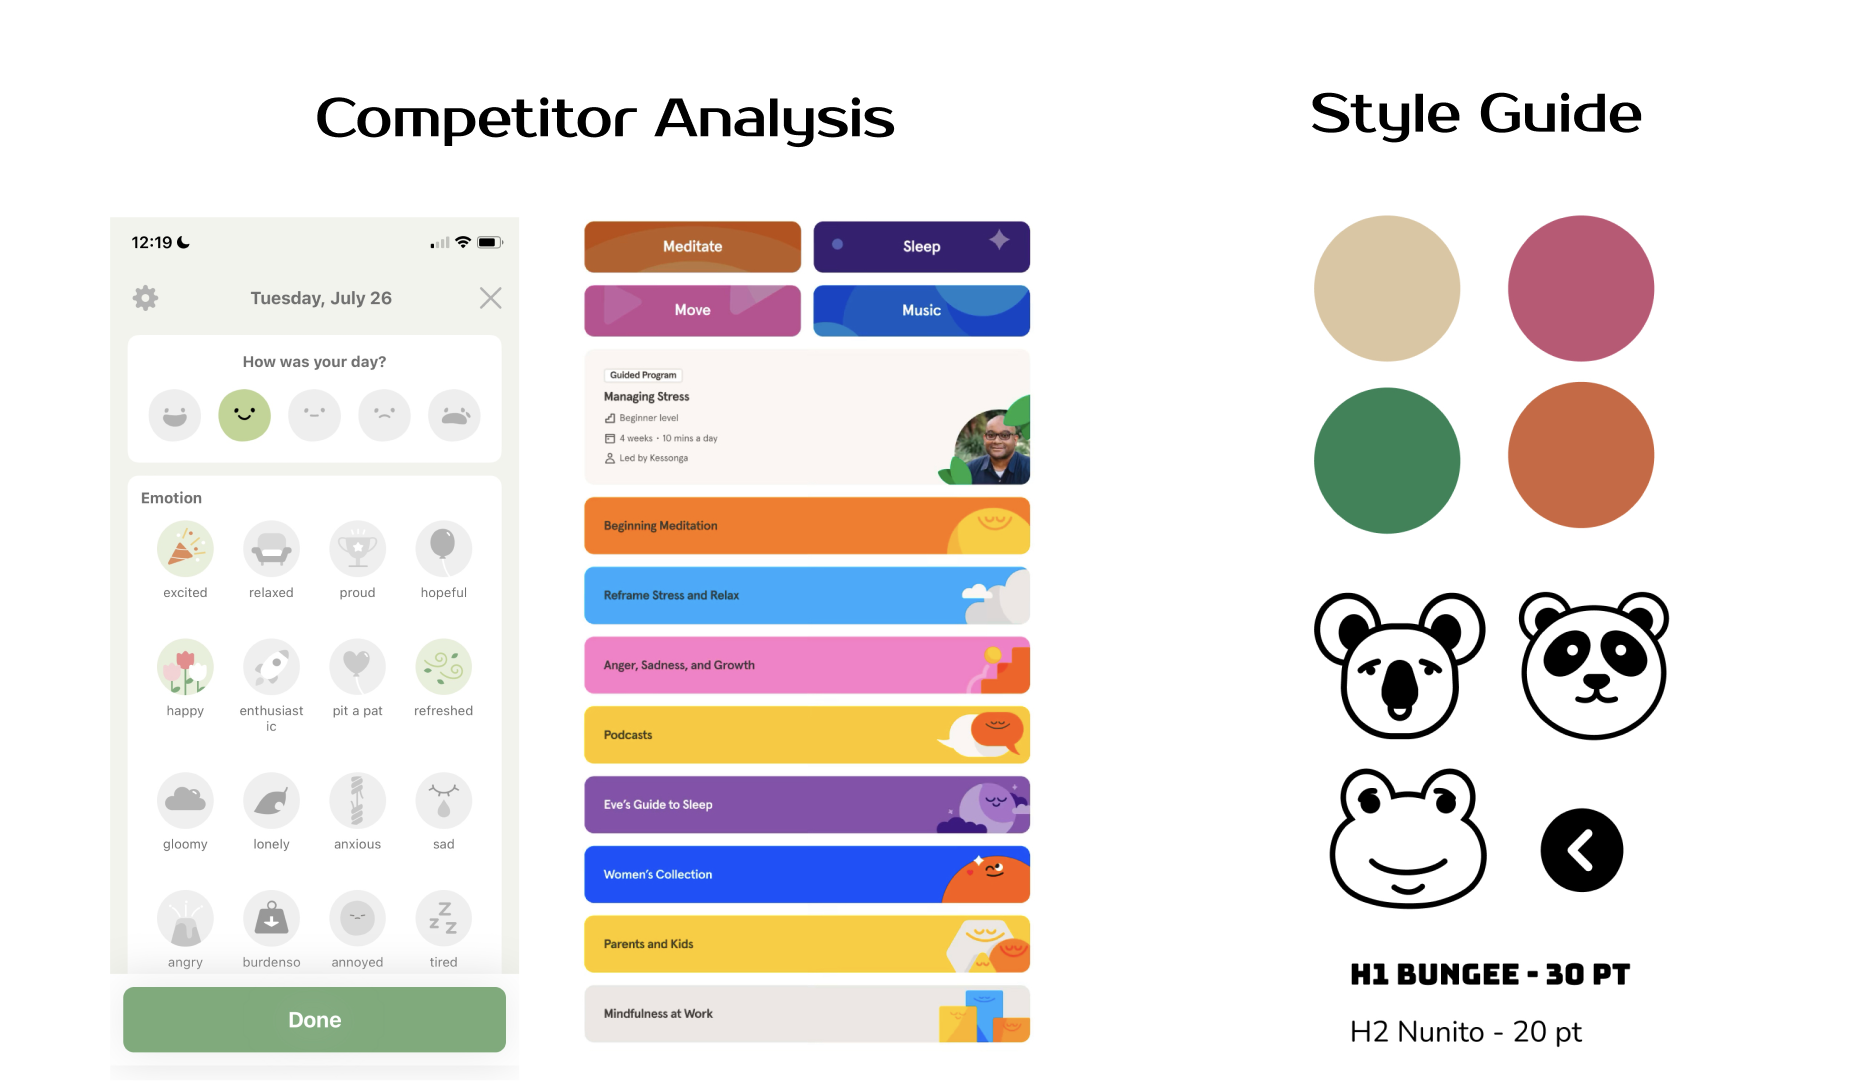 Competitor Analysis
Style Guide
12:19
Tuesday, July 26
How was your day?
Emotion
excited
relaxed
proud
hopeful
happy
enthusiast
ic
pit a pat
refreshed
gloomy
lonely
anxious
sad
z
z
z
angry
burdenso
annoyed
tired
Done
Meditate
Sleep
Move
Music
Guided Program
Managing Stress
Beginner level
4 weeks • 10 mins a day
Led by Kessonga
Beginning Meditation
Reframe Stress and Relax
Anger, Sadness, and Growth
Podcasts
Eve's Guide to Sleep
Women's Collection
Parents and Kids
Mindfulness at Work
H1 BUNGEE - 30 PT
H2 Nunito - 20 pt